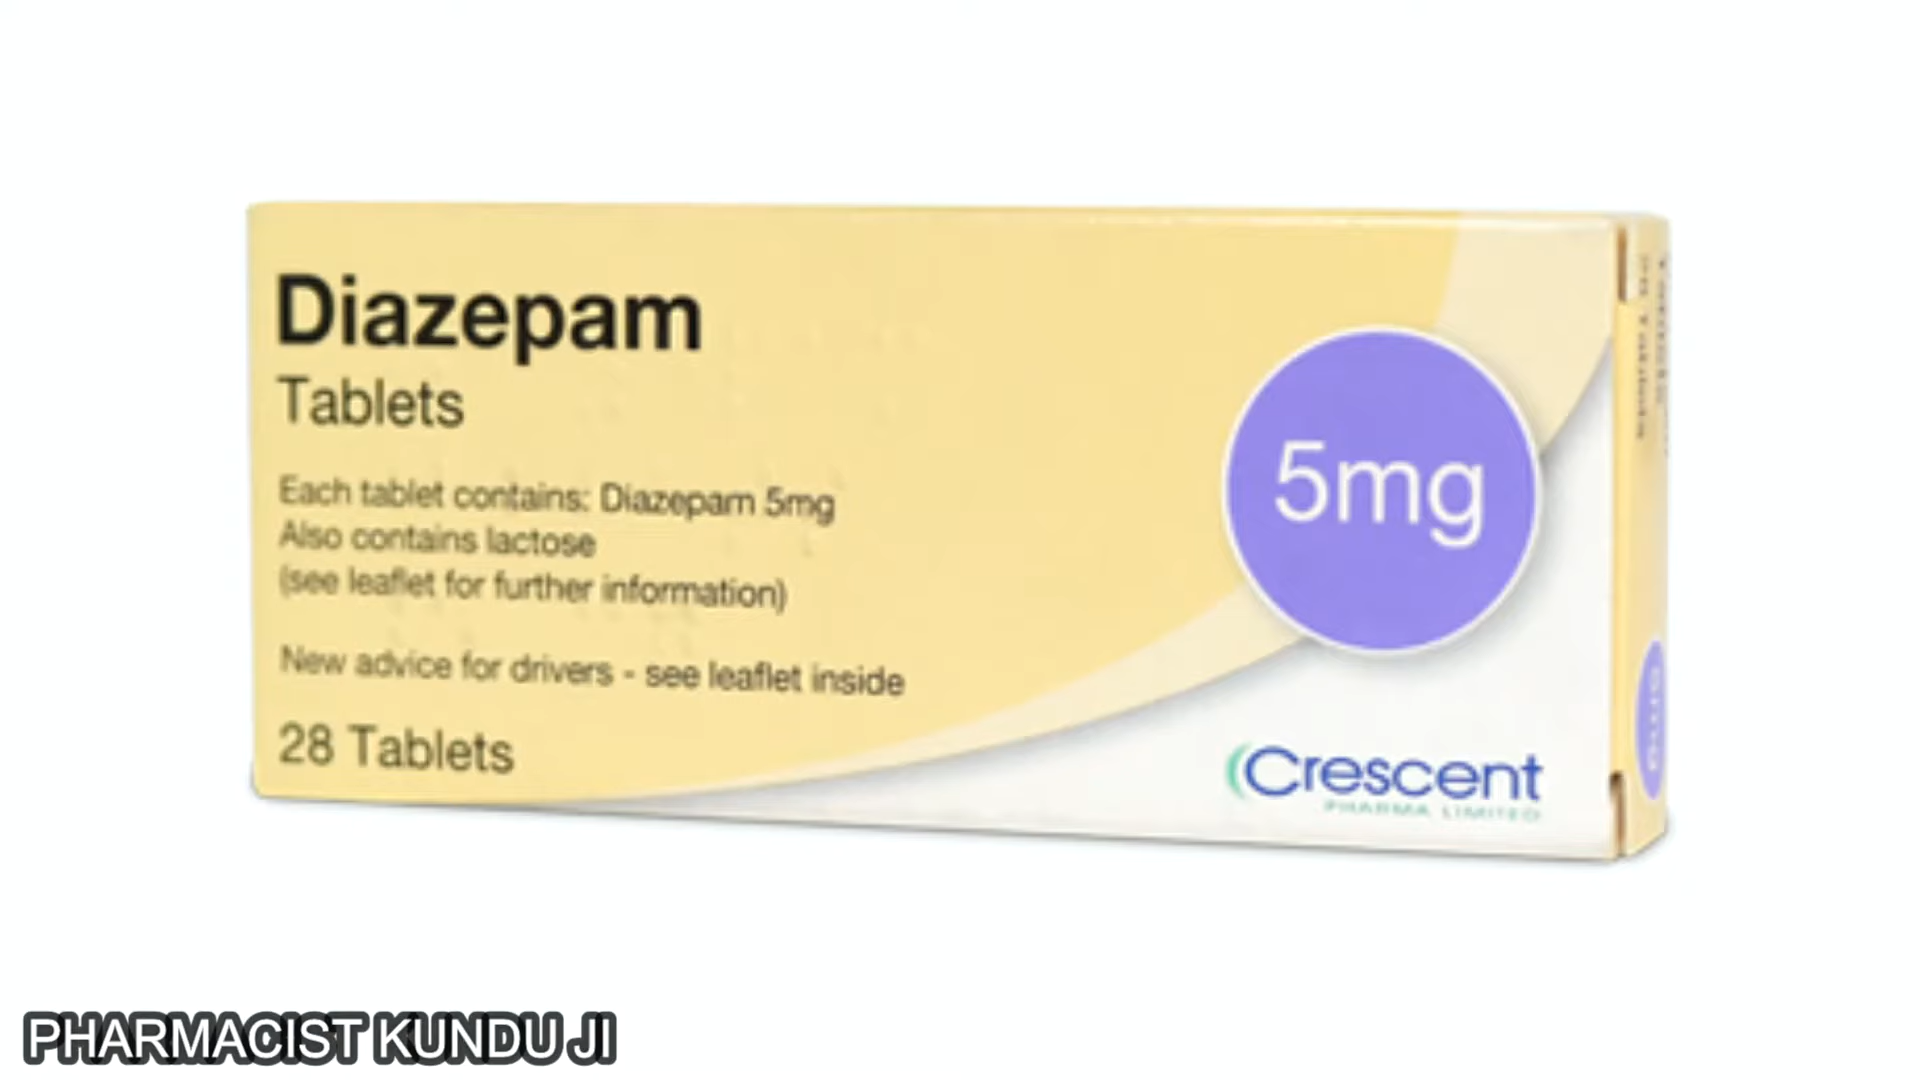 Diazepam
Tablets
Each tablet contains: Diazepam 5mg
Also contains lactose
(see leaflet for further information)
New advice for drivers - see leaflet inside
28 Tablets
5mg
Crescent
PHARMA LIMITED
5mg
PHARMACIST KUNDU JI